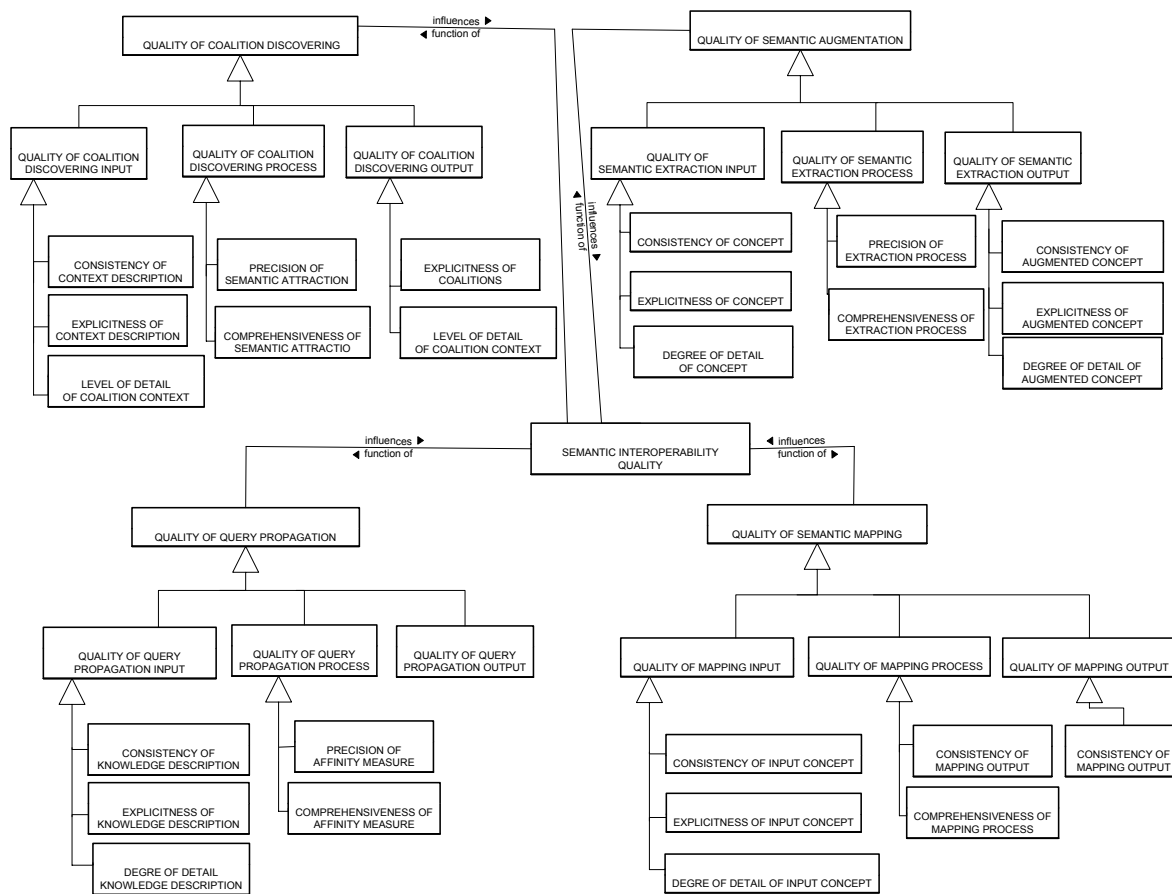 QUALITY OF COALITION DISCOVERING
influences
function of
QUALITY OF SEMANTIC AUGMENTATION
QUALITY OF COALITION
DISCOVERING INPUT
QUALITY OF COALITION
DISCOVERING PROCESS
QUALITY OF COALITION
DISCOVERING OUTPUT
QUALITY OF
SEMANTIC EXTRACTION INPUT
QUALITY OF SEMANTIC
EXTRACTION PROCESS
QUALITY OF SEMANTIC
EXTRACTION OUTPUT
influences
function of
CONSISTENCY OF
CONTEXT DESCRIPTION
EXPLICITNESS OF
CONTEXT DESCRIPTION
LEVEL OF DETAIL
OF COALITION CONTEXT
PRECISION OF
SEMANTIC ATTRACTION
COMPREHENSIVENESS OF
SEMANTIC ATTRACTIO
EXPLICITNESS OF
COALITIONS
LEVEL OF DETAIL
OF COALITION CONTEXT
CONSISTENCY OF CONCEPT
EXPLICITNESS OF CONCEPT
DEGREE OF DETAIL
OF CONCEPT
PRECISION OF
EXTRACTION PROCESS
COMPREHENSIVENESS OF
EXTRACTION PROCESS
CONSISTENCY OF
AUGMENTED CONCEPT
EXPLICITNESS OF
AUGMENTED CONCEPT
DEGREE OF DETAIL OF
AUGMENTED CONCEPT
influences
function of
SEMANTIC INTEROPERABILITY
QUALITY
influences
function of
QUALITY OF QUERY PROPAGATION
QUALITY OF SEMANTIC MAPPING
QUALITY OF QUERY
PROPAGATION INPUT
QUALITY OF QUERY
PROPAGATION PROCESS
QUALITY OF QUERY
PROPAGATION OUTPUT
QUALITY OF MAPPING INPUT
QUALITY OF MAPPING PROCESS
QUALITY OF MAPPING OUTPUT
CONSISTENCY OF
KNOWLEDGE DESCRIPTION
EXPLICITNESS OF
KNOWLEDGE DESCRIPTION
DEGRE OF DETAIL
KNOWLEDGE DESCRIPTION
PRECISION OF
AFFINITY MEASURE
COMPREHENSIVENESS OF
AFFINITY MEASURE
CONSISTENCY OF INPUT CONCEPT
EXPLICITNESS OF INPUT CONCEPT
DEGRE OF DETAIL OF INPUT CONCEPT
CONSISTENCY OF
MAPPING OUTPUT
COMPREHENSIVENESS OF
MAPPING PROCESS
CONSISTENCY OF
MAPPING OUTPUT